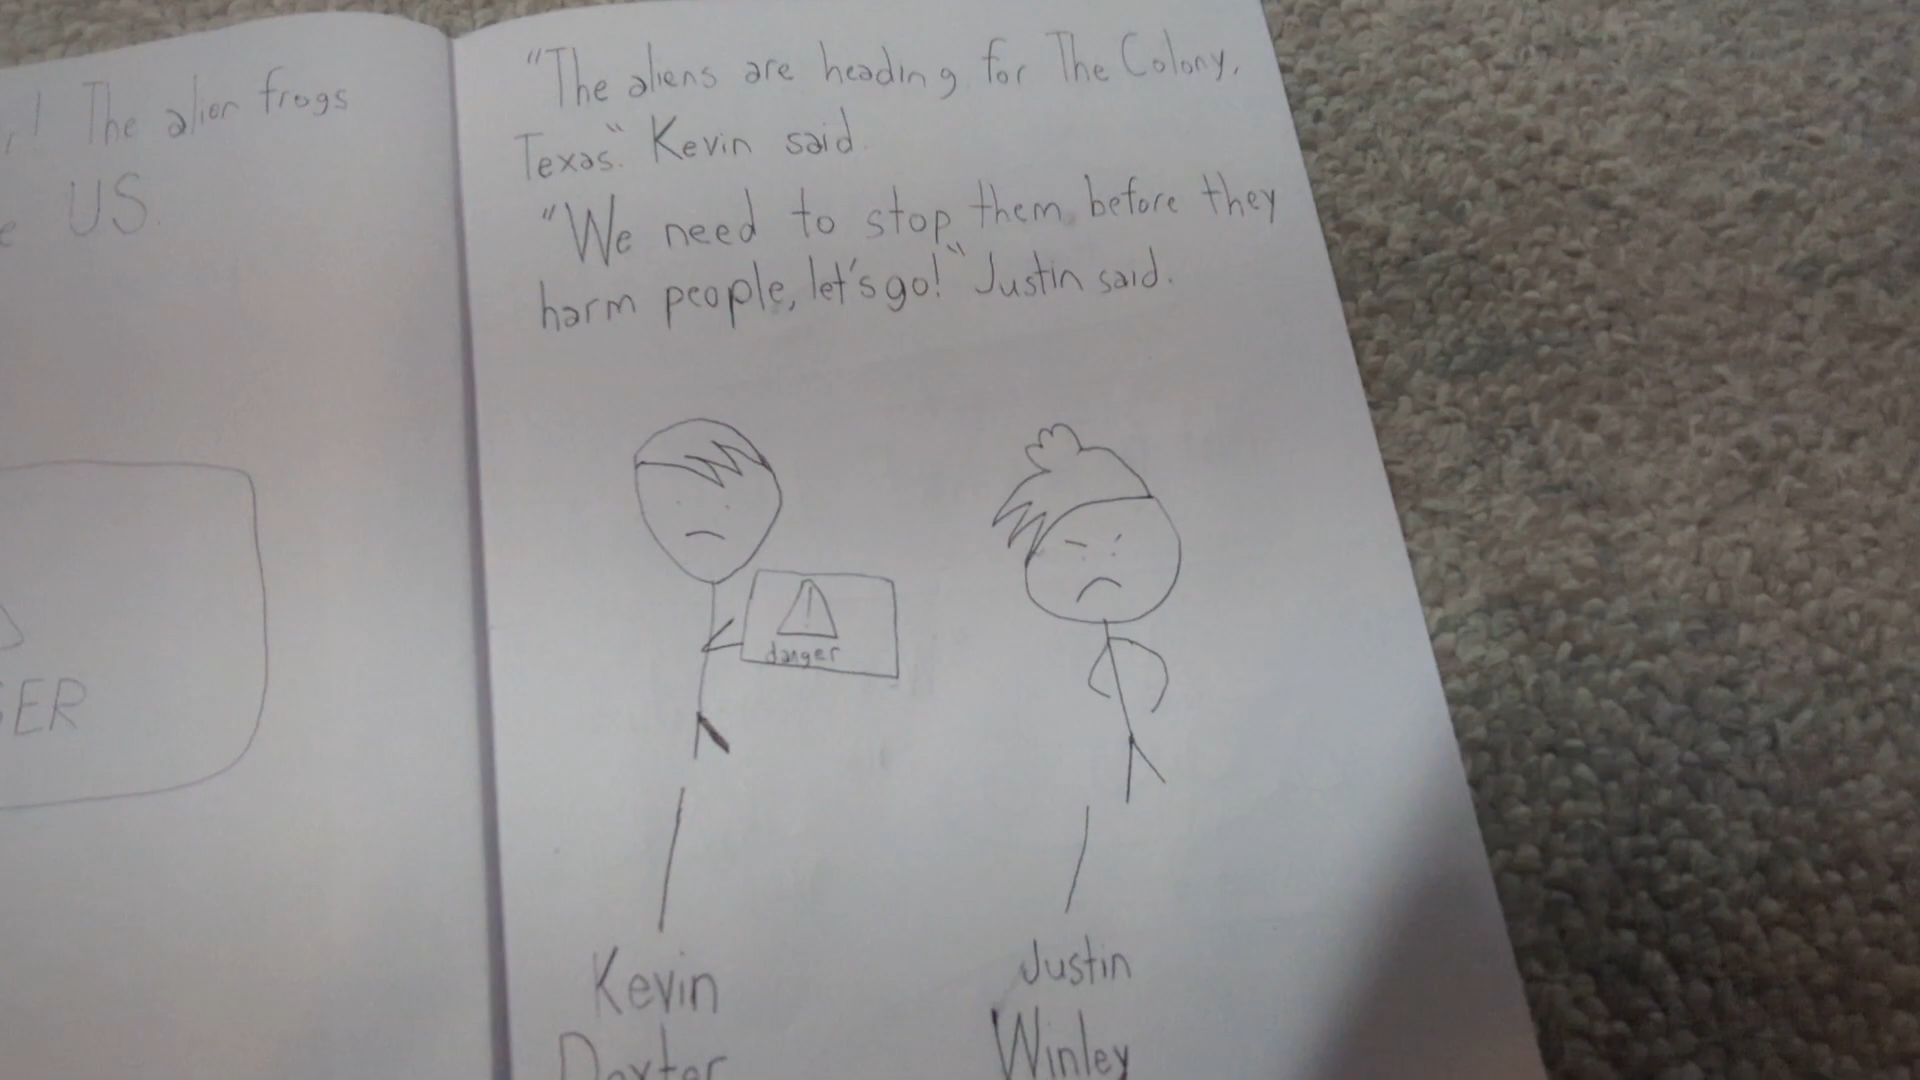 ! The alien frogs
US.
"The aliens are heading for The Colony,
Texas." Kevin said.
"We need to stop them before they
harm people, let's go!" Justin said.
!
danger
Kevin
Dexter
Justin
Winley